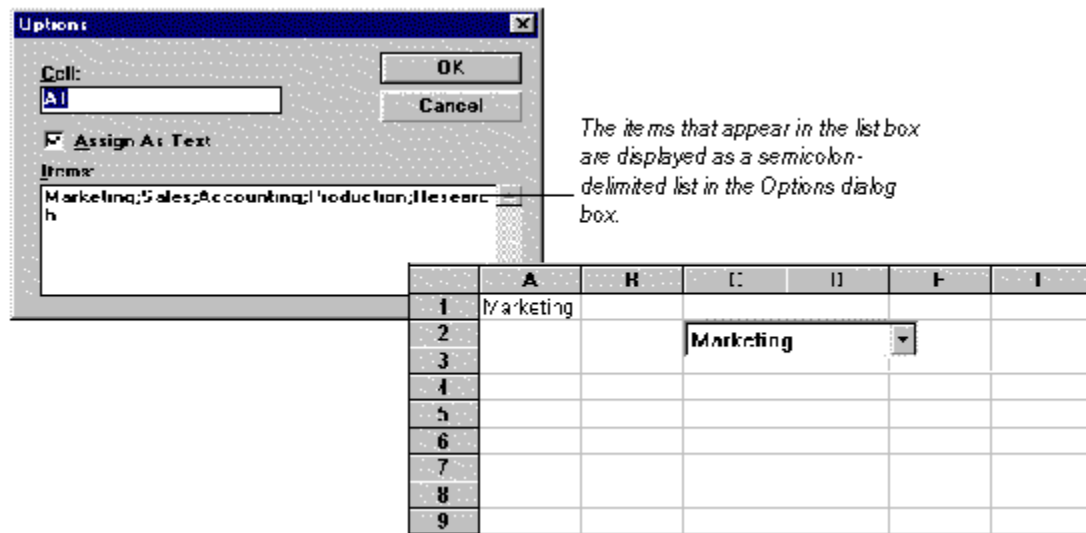 Options
Cell:
OK
A1
Cancel
Assign As Text
Items:
Marketing;Sales;Accounting;Production;Researc
h
The items that appear in the list box
are displayed as a semicolon-
delimited list in the Options dialog
box.
A B C D E F
1 Marketing
2 Marketing
3
4
5
6
7
8
9